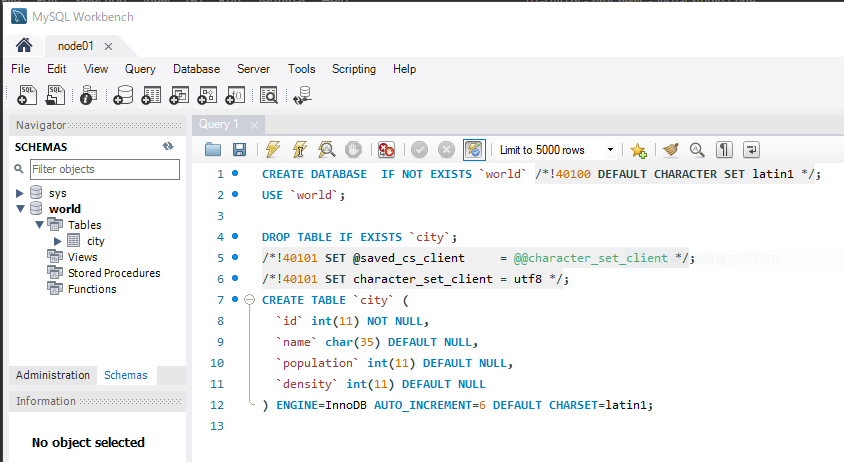 MySQL Workbench
node01
File Edit View Query Database Server Tools Scripting Help
Navigator
SCHEMAS
Filter objects
sys
world
Tables
city
Views
Stored Procedures
Functions
Administration Schemas
Information
No object selected
Query 1
Limit to 5000 rows
1 CREATE DATABASE  IF NOT EXISTS `world` /*!40100 DEFAULT CHARACTER SET latin1 */;
2 USE `world`;
3
4 DROP TABLE IF EXISTS `city`;
5 /*!40101 SET @saved_cs_client     = @@character_set_client */;
6 /*!40101 SET character_set_client = utf8 */;
7 CREATE TABLE `city` (
8   `id` int(11) NOT NULL,
9   `name` char(35) DEFAULT NULL,
10   `population` int(11) DEFAULT NULL,
11   `density` int(11) DEFAULT NULL
12 ) ENGINE=InnoDB AUTO_INCREMENT=6 DEFAULT CHARSET=latin1;
13